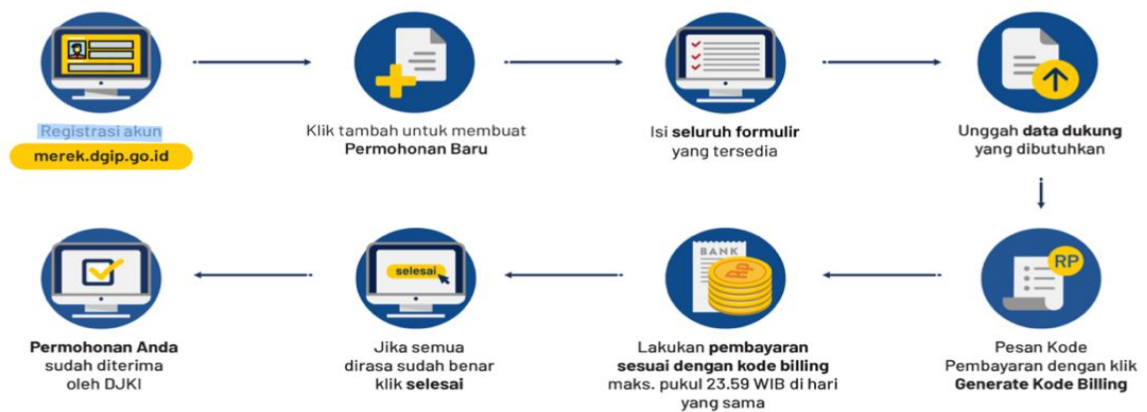 Registrasi akun
merek.dgip.go.id
Klik tambah untuk membuat
Permohonan Baru
Isi seluruh formulir
yang tersedia
Unggah data dukung
yang dibutuhkan
RP
Pesan Kode
Pembayaran dengan klik
Generate Kode Billing
BANK
Rp
Lakukan pembayaran
sesuai dengan kode billing
maks. pukul 23.59 WIB di hari
yang sama
selesai
Jika semua
dirasa sudah benar
klik selesai
Permohonan Anda
sudah diterima
oleh DJKI